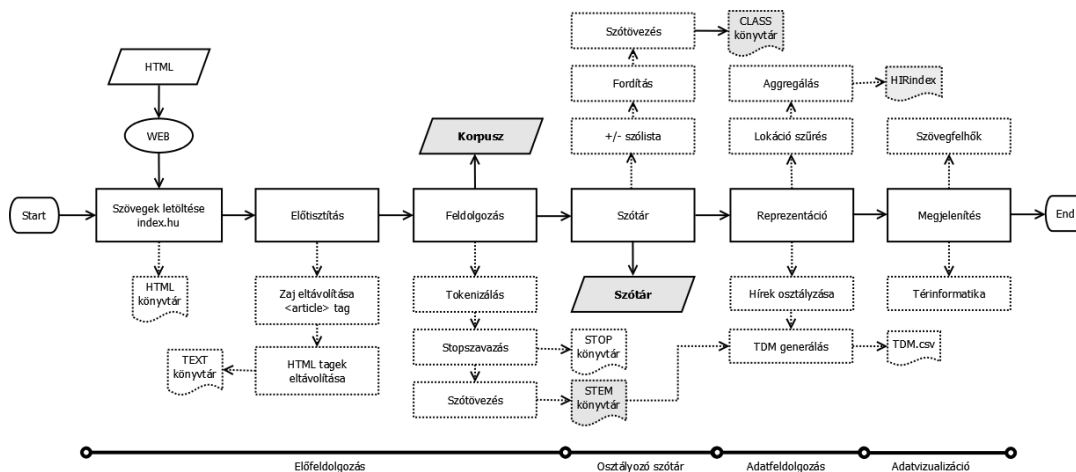 HTML
WEB
Szótövezés
CLASS
könyvtár
Fordítás
Aggregálás
HIRindex
Korpusz
+/- szólista
Lokáció szűrés
Szövegfelhők
Start
Szövegek letöltése
index.hu
Előtisztítás
Feldolgozás
Szótár
Reprezentáció
Megjelenítés
End
HTML
könyvtár
Zaj eltávolítása
<article> tag
Tokenizálás
Szótár
Hírek osztályzása
Térinformatika
TEXT
könyvtár
HTML tagek
eltávolítása
Stopszavazás
STOP
könyvtár
TDM generálás
TDM.csv
Szótövezés
STEM
könyvtár
Előfeldolgozás
Osztályozó szótár
Adatfeldolgozás
Adatvizualizáció